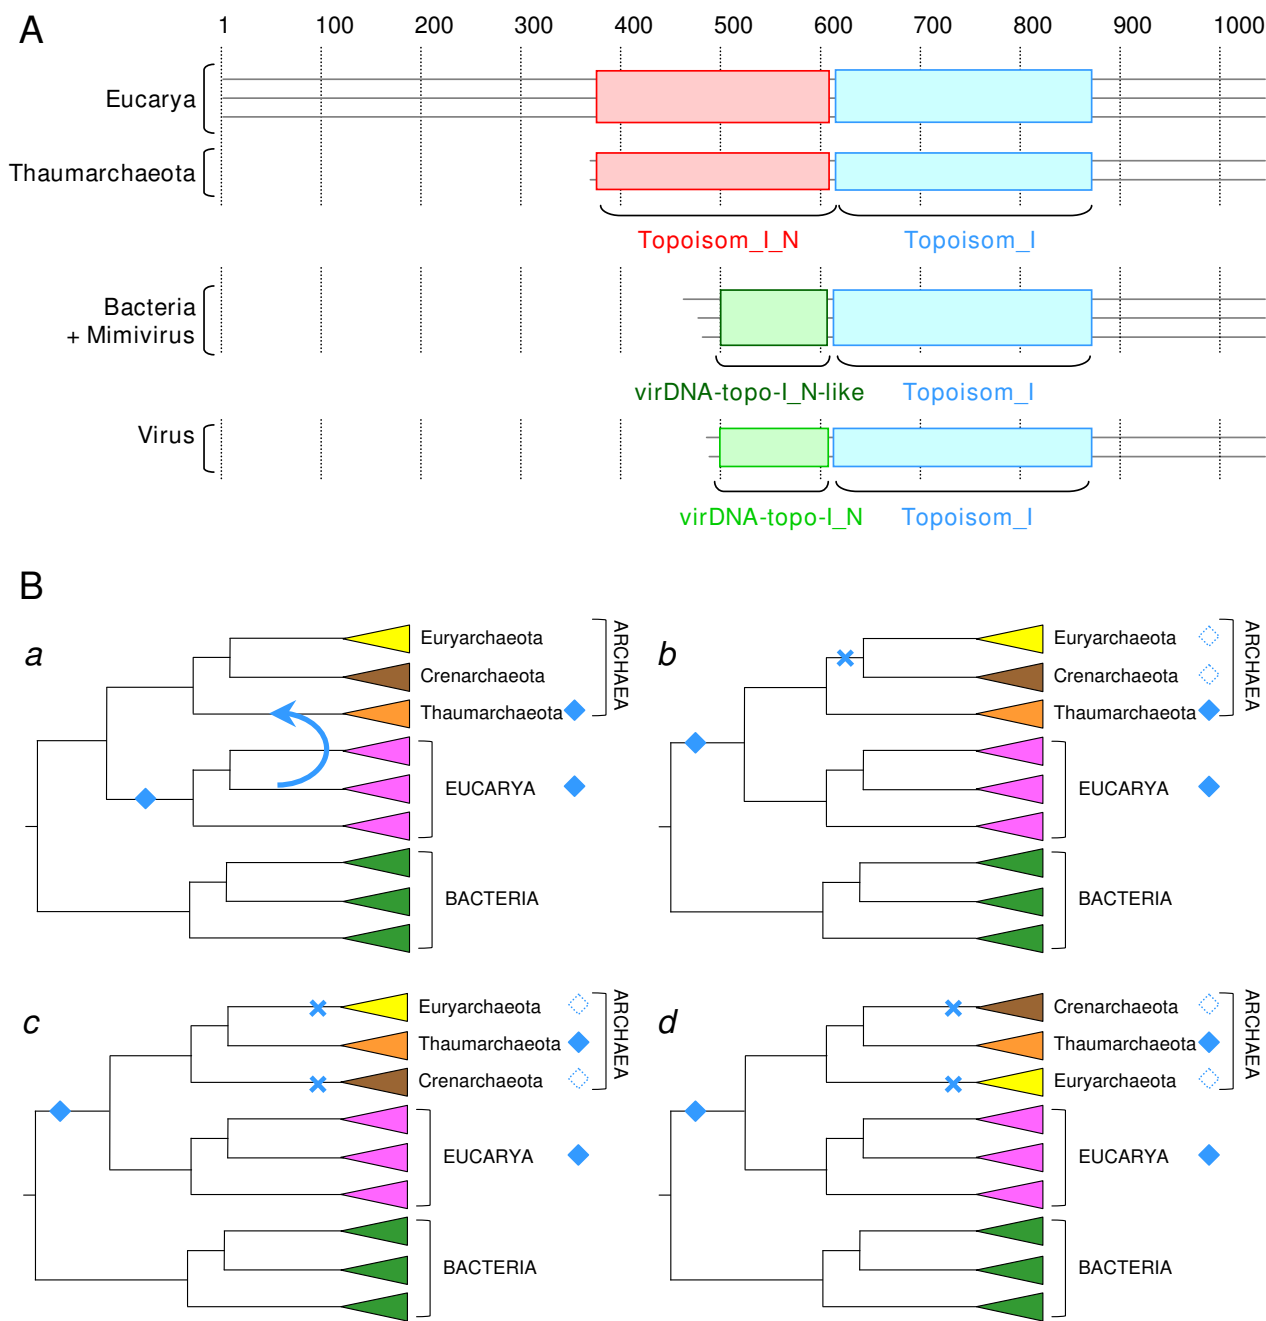 A
1 100 200 300 400 500 600 700 800 900 1000
Eucarya
Thaumarchaeota
Topoisom_I_N Topoisom_I
Bacteria
+ Mimivirus
virDNA-topo-I_N-like Topoisom_I
Virus
virDNA-topo-I_N Topoisom_I
B
a
Euryarchaeota
Crenarchaeota
Thaumarchaeota
ARCHAEA
EUCARYA
BACTERIA
b
Euryarchaeota
Crenarchaeota
Thaumarchaeota
ARCHAEA
EUCARYA
BACTERIA
c
Euryarchaeota
Thaumarchaeota
Crenarchaeota
ARCHAEA
EUCARYA
BACTERIA
d
Crenarchaeota
Thaumarchaeota
Euryarchaeota
ARCHAEA
EUCARYA
BACTERIA